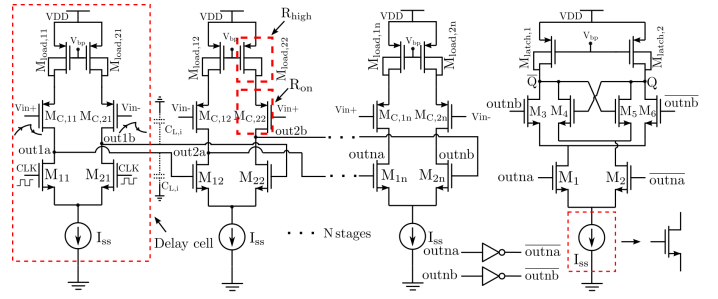 VDD
M_load,11
M_load,21
V_bp
Vin+
Vin-
M_C,11
M_C,21
out1a
out1b
CLK
CLK
M_11
M_21
I_ss
Delay cell
C_L,i
C_L,i
VDD
M_load,12
M_load,22
V_bp
R_high
R_on
Vin-
Vin+
M_C,12
M_C,22
out2a
out2b
M_12
M_22
I_ss
· · · N stages
VDD
M_load,1n
M_load,2n
V_bp
Vin+
Vin-
M_C,1n
M_C,2n
outna
outnb
M_1n
M_2n
I_ss
VDD
M_latch,1
M_latch,2
V_bp
Q̅
Q
outnb
o̅u̅t̅n̅b̅
M_3
M_4
M_5
M_6
outna
o̅u̅t̅n̅a̅
M_1
M_2
I_ss
outna
o̅u̅t̅n̅a̅
outnb
o̅u̅t̅n̅b̅